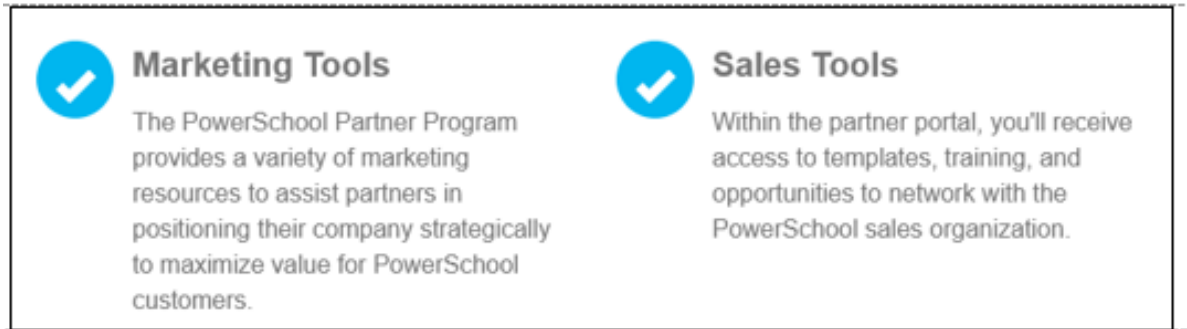 Marketing Tools
The PowerSchool Partner Program
provides a variety of marketing
resources to assist partners in
positioning their company strategically
to maximize value for PowerSchool
customers.
Sales Tools
Within the partner portal, you'll receive
access to templates, training, and
opportunities to network with the
PowerSchool sales organization.